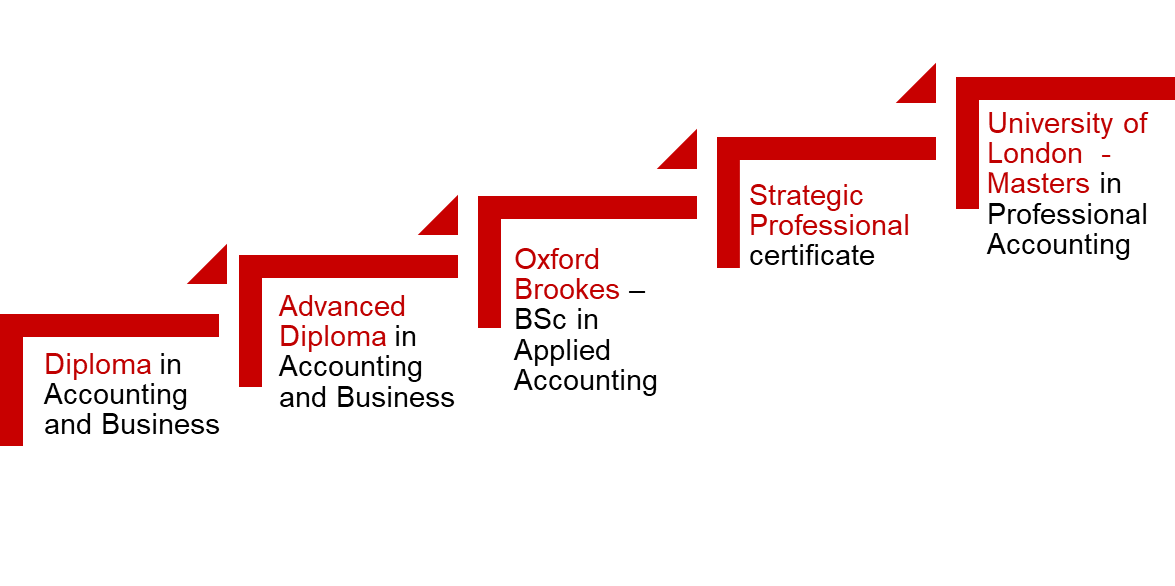 Diploma in
Accounting
and Business
Advanced
Diploma in
Accounting
and Business
Oxford
Brookes –
BSc in
Applied
Accounting
Strategic
Professional
certificate
University of
London  -
Masters in
Professional
Accounting